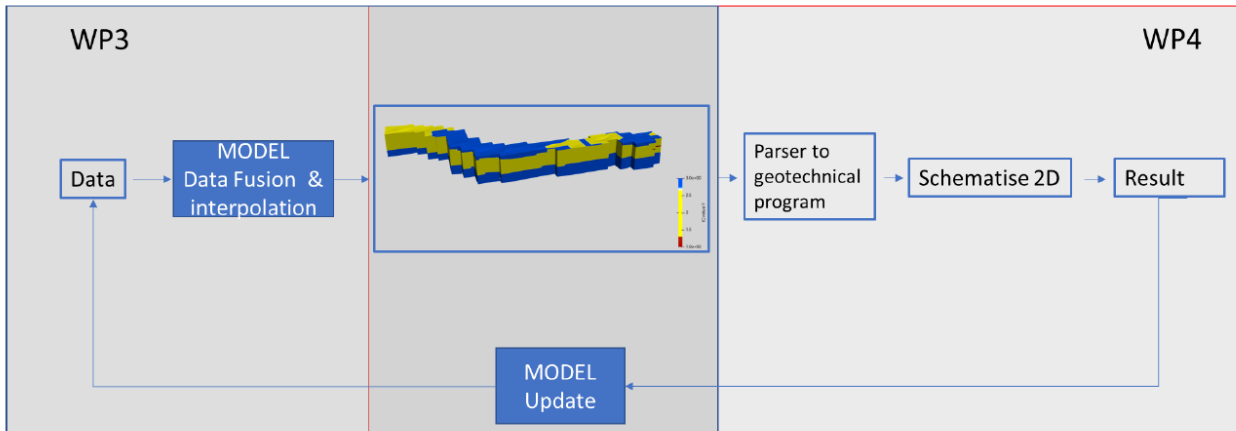 WP3
WP4
Data
MODEL
Data Fusion &
interpolation
Parser to
geotechnical
program
Schematise 2D
Result
MODEL
Update